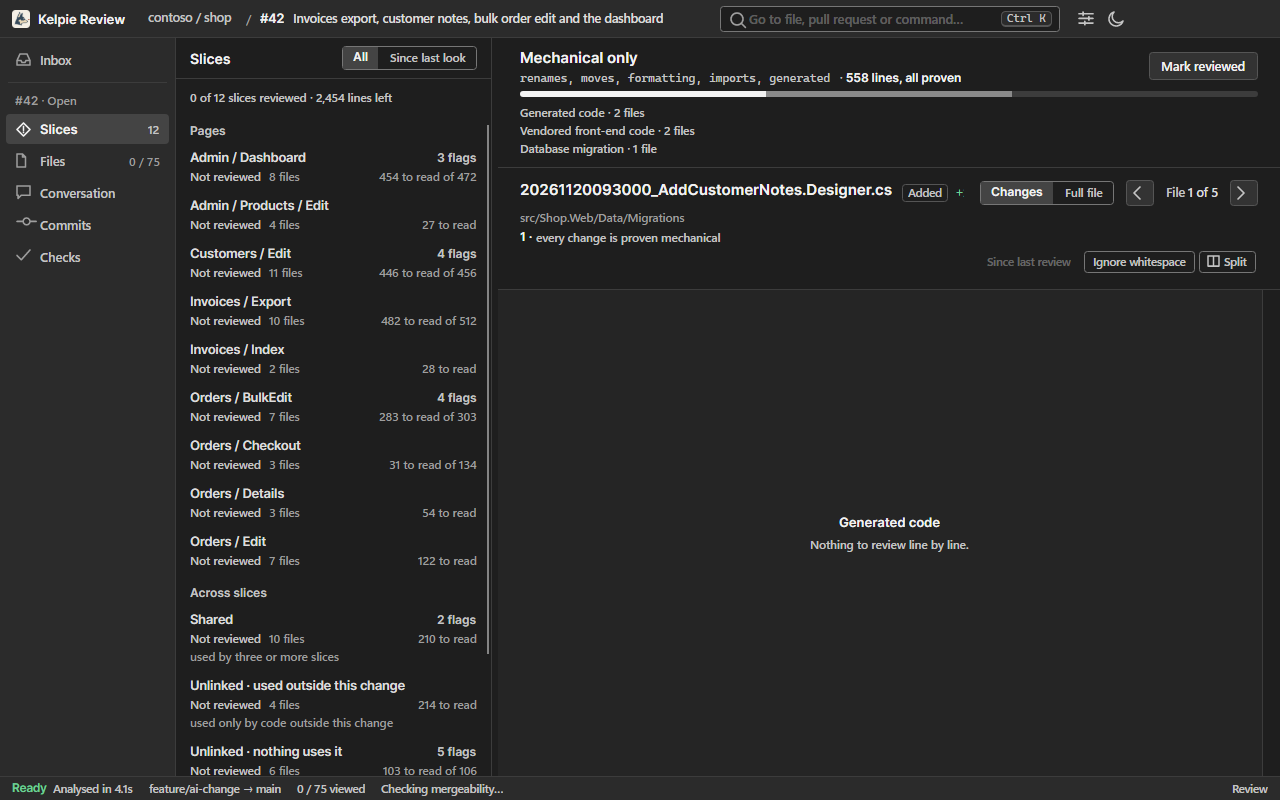 Kelpie Review
contoso / shop / #42 Invoices export, customer notes, bulk order edit and the dashboard
Go to file, pull request or command... Ctrl K
Inbox
#42 · Open
Slices 12
Files 0 / 75
Conversation
Commits
Checks
Slices
All Since last look
0 of 12 slices reviewed · 2,454 lines left
Pages
Admin / Dashboard 3 flags
Not reviewed 8 files 454 to read of 472
Admin / Products / Edit
Not reviewed 4 files 27 to read
Customers / Edit 4 flags
Not reviewed 11 files 446 to read of 456
Invoices / Export
Not reviewed 10 files 482 to read of 512
Invoices / Index
Not reviewed 2 files 28 to read
Orders / BulkEdit 4 flags
Not reviewed 7 files 283 to read of 303
Orders / Checkout
Not reviewed 3 files 31 to read of 134
Orders / Details
Not reviewed 3 files 54 to read
Orders / Edit
Not reviewed 7 files 122 to read
Across slices
Shared 2 flags
Not reviewed 10 files 210 to read
used by three or more slices
Unlinked · used outside this change
Not reviewed 4 files 214 to read
used only by code outside this change
Unlinked · nothing uses it 5 flags
Not reviewed 6 files 103 to read of 106
Mechanical only
renames, moves, formatting, imports, generated · 558 lines, all proven
Mark reviewed
Generated code · 2 files
Vendored front-end code · 2 files
Database migration · 1 file
20261120093000_AddCustomerNotes.Designer.cs Added +
Changes Full file
File 1 of 5
src/Shop.Web/Data/Migrations
1 · every change is proven mechanical
Since last review Ignore whitespace Split
Generated code
Nothing to review line by line.
Ready Analysed in 4.1s feature/ai-change → main 0 / 75 viewed Checking mergeability... Review